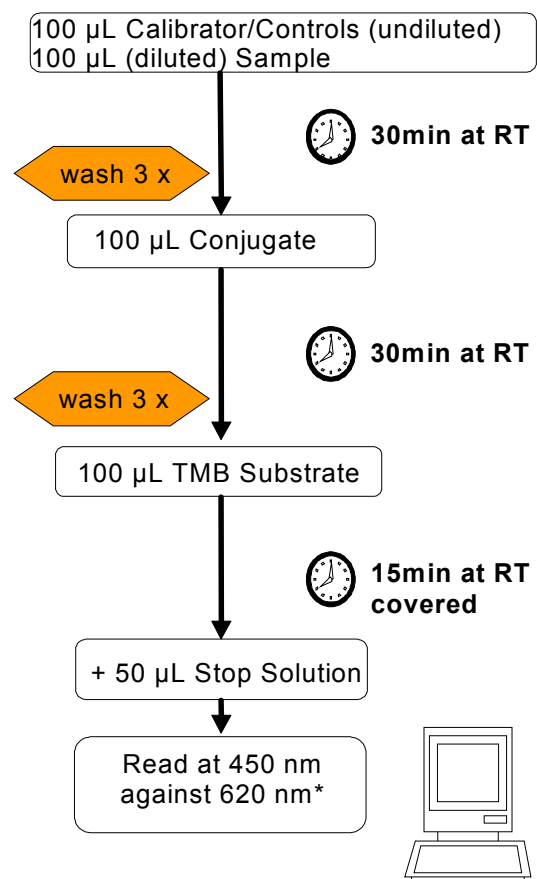 100 µL Calibrator/Controls (undiluted)
100 µL (diluted) Sample
30min at RT
wash 3 x
100 µL Conjugate
30min at RT
wash 3 x
100 µL TMB Substrate
15min at RT
covered
+ 50 µL Stop Solution
Read at 450 nm
against 620 nm*